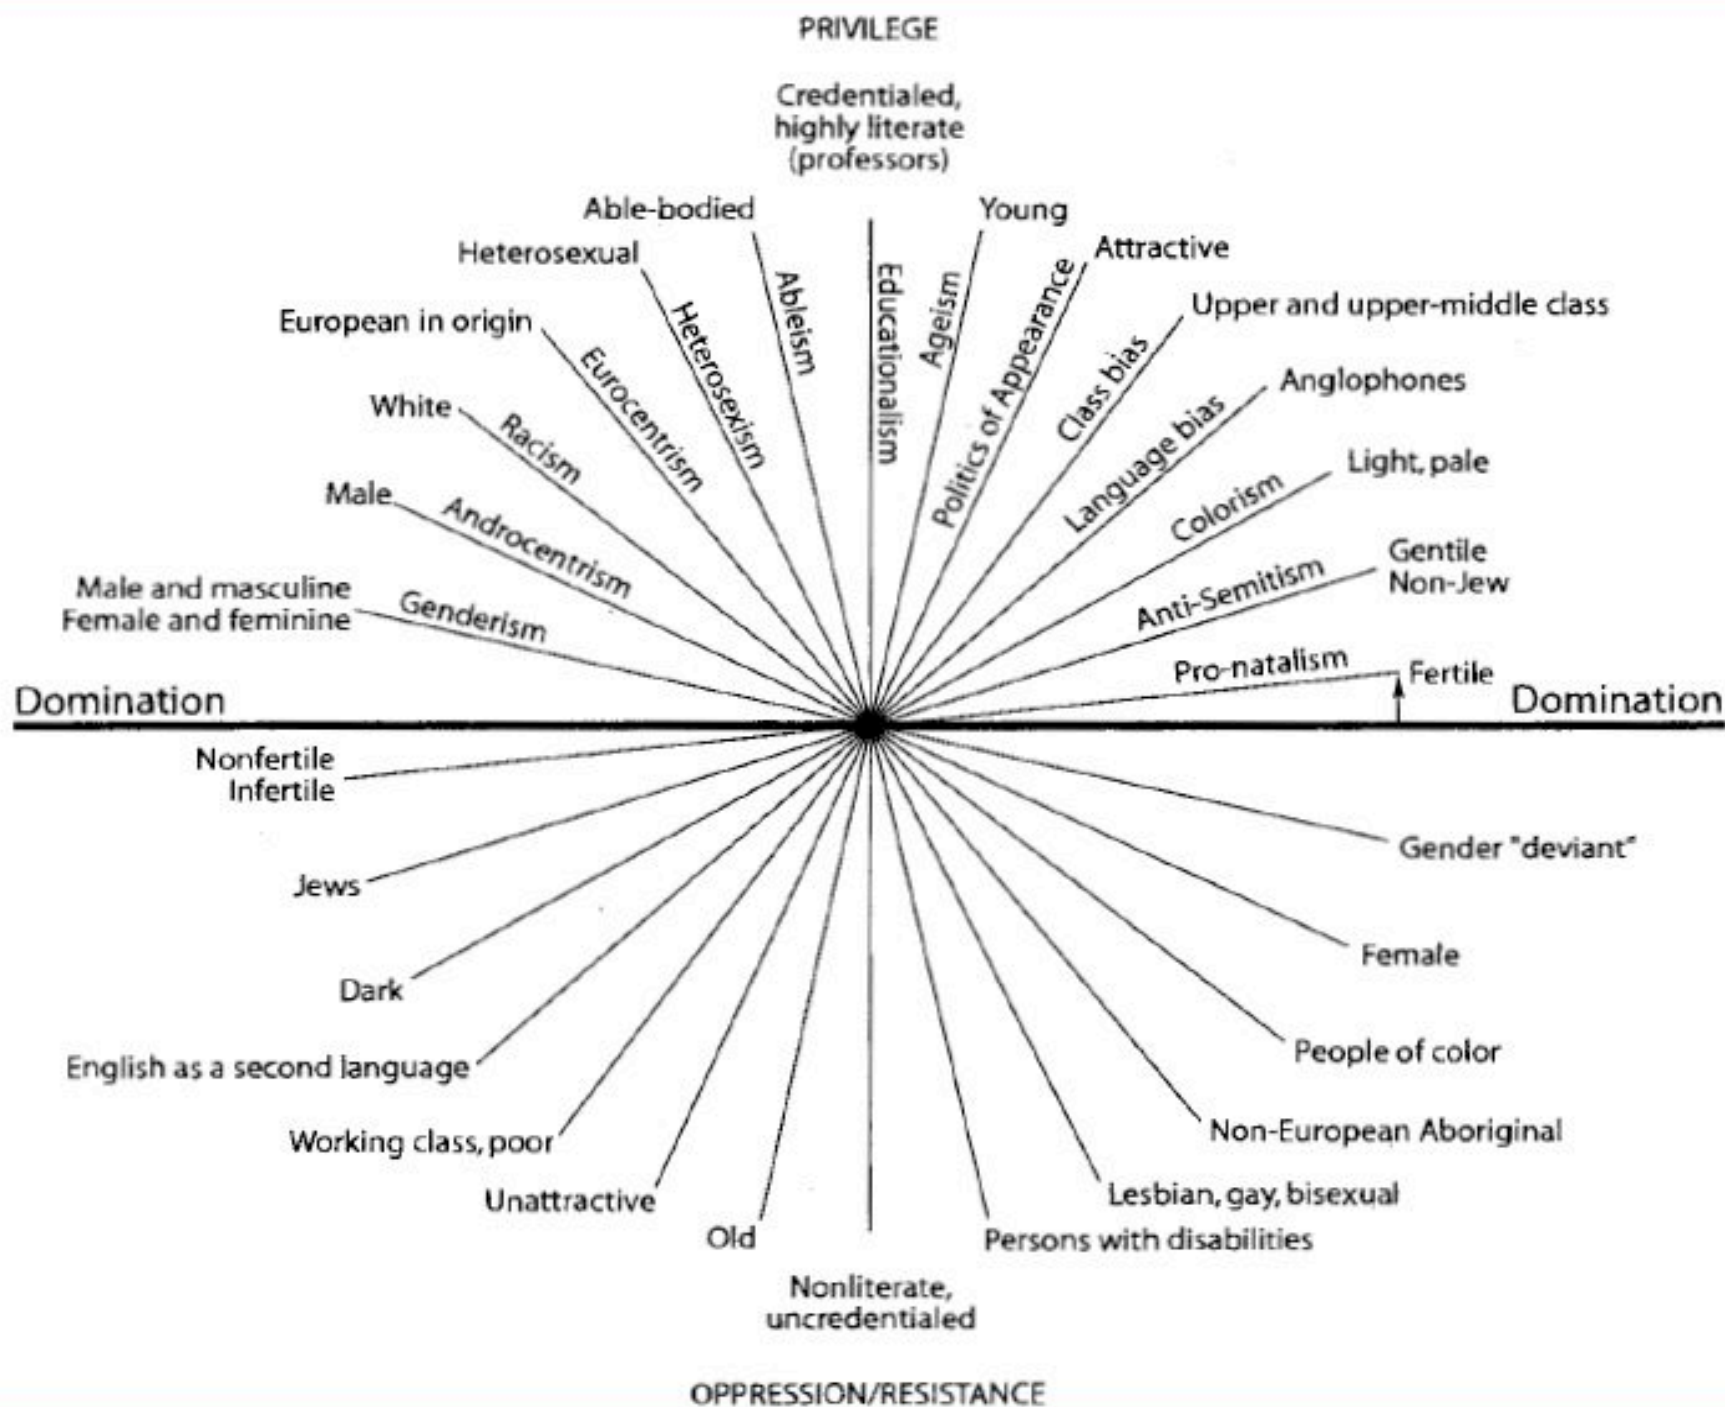 PRIVILEGE
Credentialed,
highly literate
(professors)
Able-bodied
Young
Heterosexual
Attractive
European in origin
Upper and upper-middle class
White
Anglophones
Male
Light, pale
Male and masculine
Female and feminine
Gentile
Non-Jew
Fertile
Genderism
Androcentrism
Racism
Eurocentrism
Heterosexism
Ableism
Educationalism
Ageism
Politics of Appearance
Class bias
Language bias
Colorism
Anti-Semitism
Pro-natalism
Domination
Domination
Nonfertile
Infertile
Gender "deviant"
Jews
Female
Dark
People of color
English as a second language
Non-European Aboriginal
Working class, poor
Lesbian, gay, bisexual
Unattractive
Persons with disabilities
Old
Nonliterate,
uncredentialed
OPPRESSION/RESISTANCE